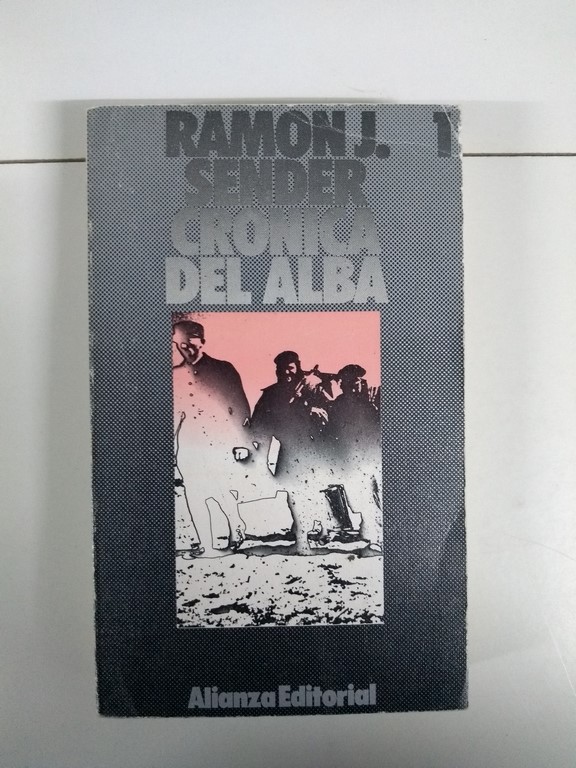 RAMON J. 1
SENDER
CRONICA
DEL ALBA
Alianza Editorial